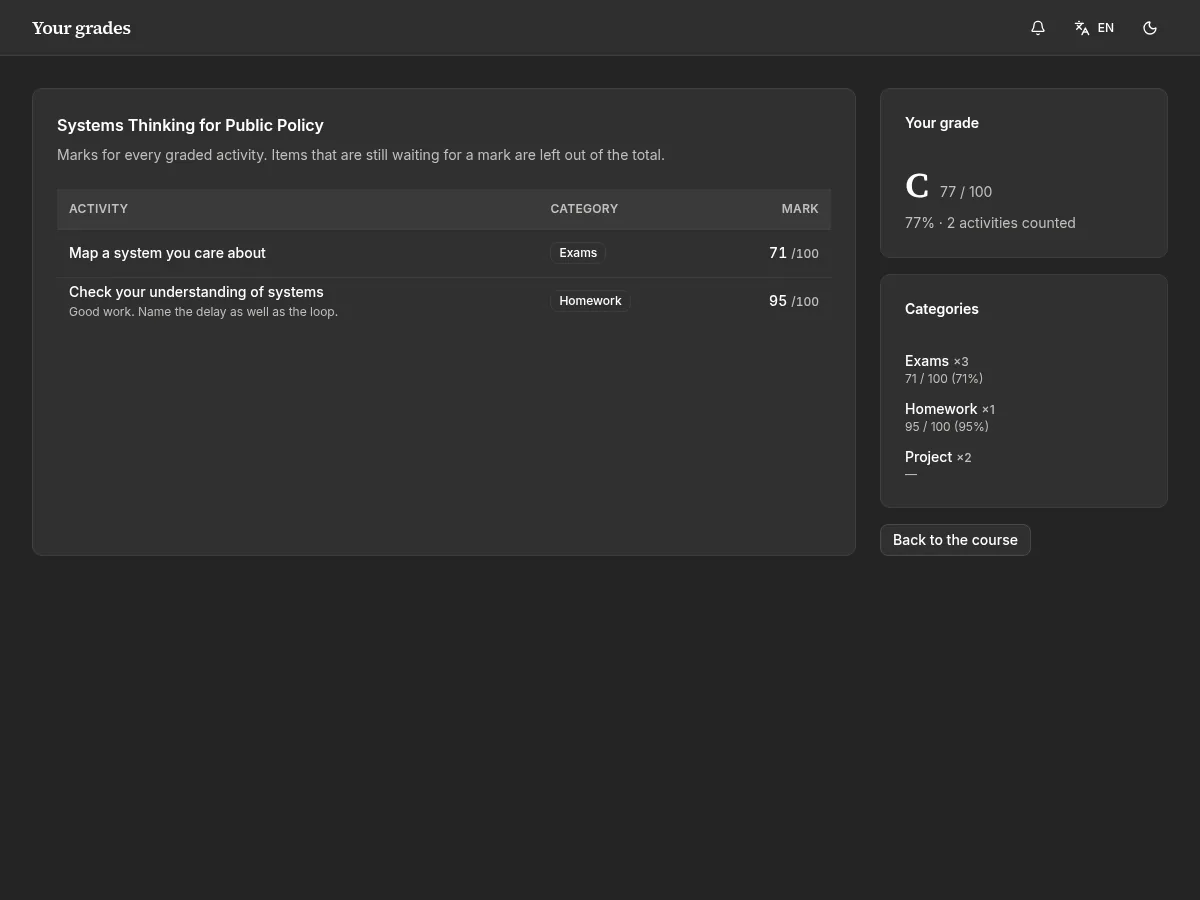 Your grades
EN
Systems Thinking for Public Policy
Marks for every graded activity. Items that are still waiting for a mark are left out of the total.
ACTIVITY CATEGORY MARK
Map a system you care about Exams 71 /100
Check your understanding of systems
Good work. Name the delay as well as the loop.
Homework 95 /100
Your grade
C 77 / 100
77% · 2 activities counted
Categories
Exams ×3
71 / 100 (71%)
Homework ×1
95 / 100 (95%)
Project ×2
—
Back to the course